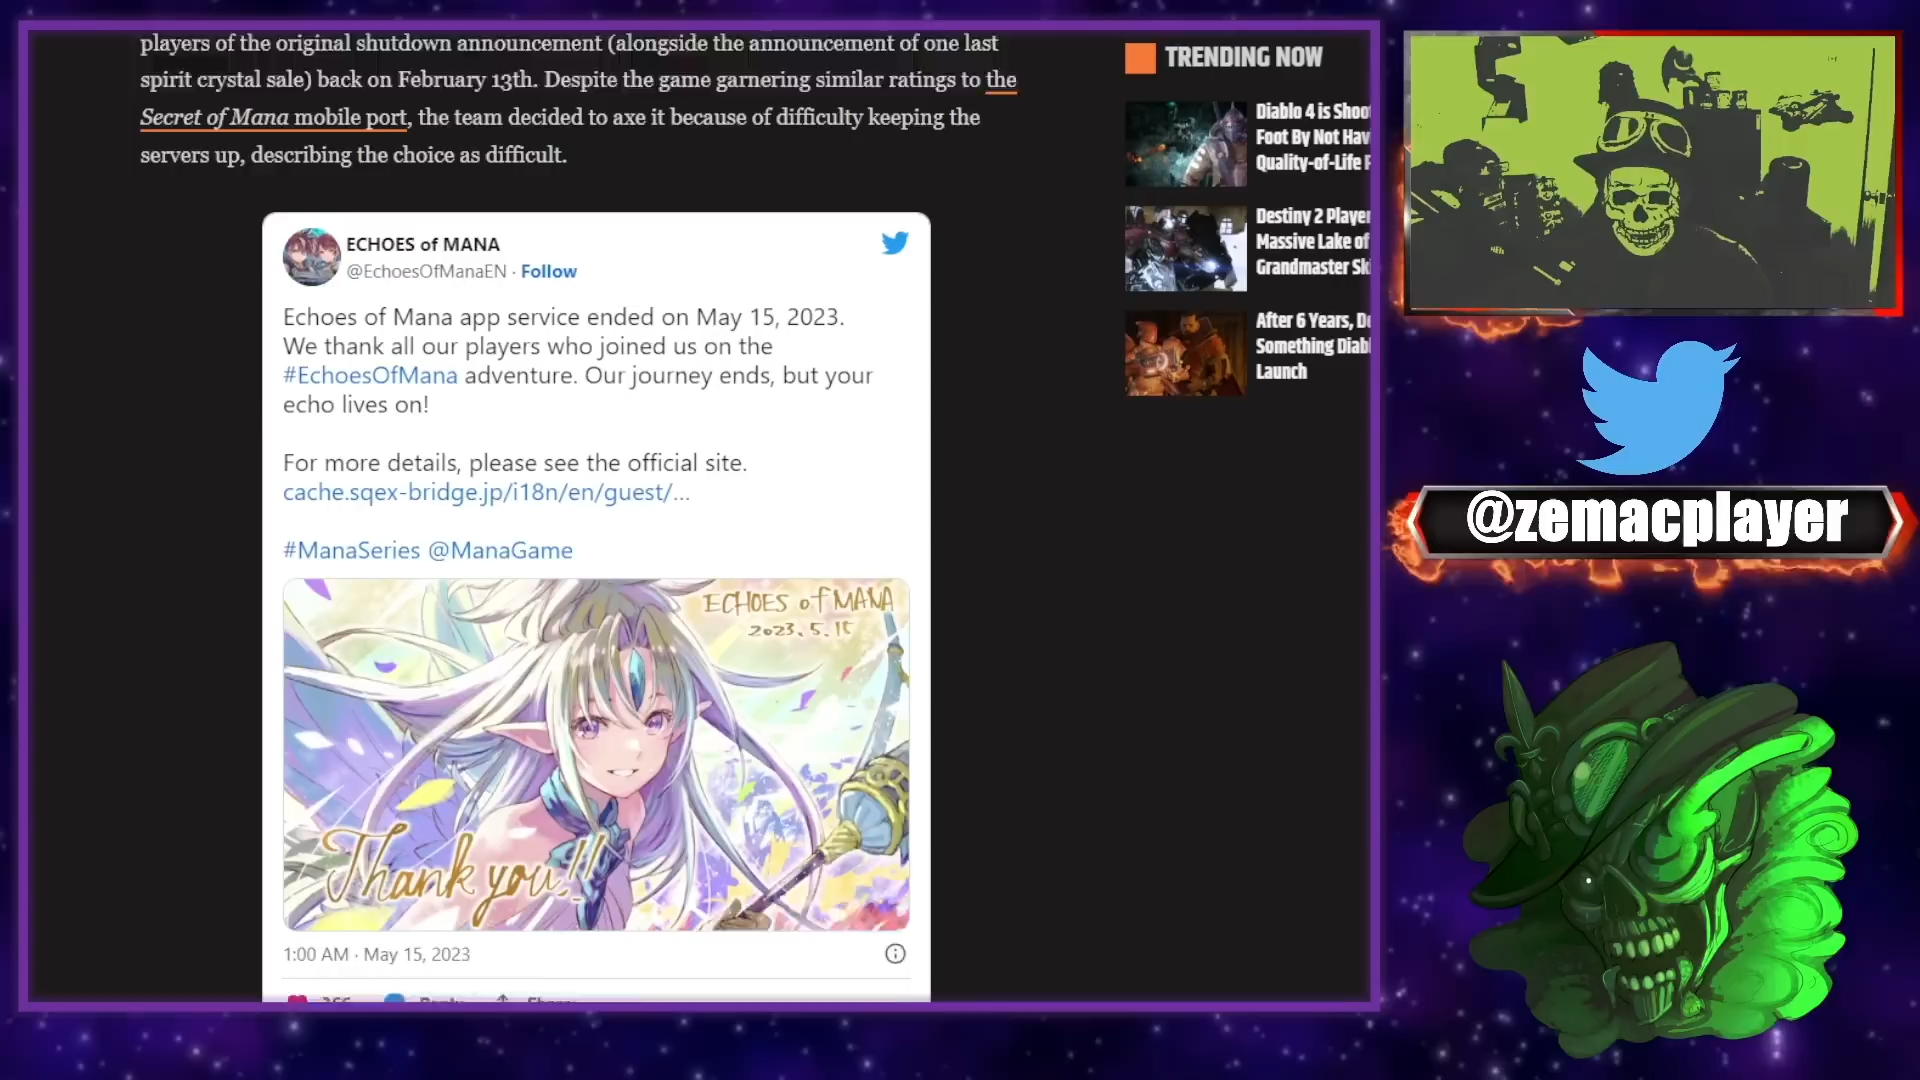 players of the original shutdown announcement (alongside the announcement of one last
spirit crystal sale) back on February 13th. Despite the game garnering similar ratings to the
Secret of Mana mobile port, the team decided to axe it because of difficulty keeping the
servers up, describing the choice as difficult.
ECHOES of MANA
@EchoesOfManaEN · Follow
Echoes of Mana app service ended on May 15, 2023.
We thank all our players who joined us on the
#EchoesOfMana adventure. Our journey ends, but your
echo lives on!
For more details, please see the official site.
cache.sqex-bridge.jp/i18n/en/guest/...
#ManaSeries @ManaGame
ECHOES of MANA
2023.5.15
Thank you!!
1:00 AM · May 15, 2023
TRENDING NOW
Diablo 4 is Shoot
Foot By Not Hav
Quality-of-Life
Destiny 2 Player
Massive Lake of
Grandmaster
After 6 Years,
Something Diab
Launch
@zemacplayer